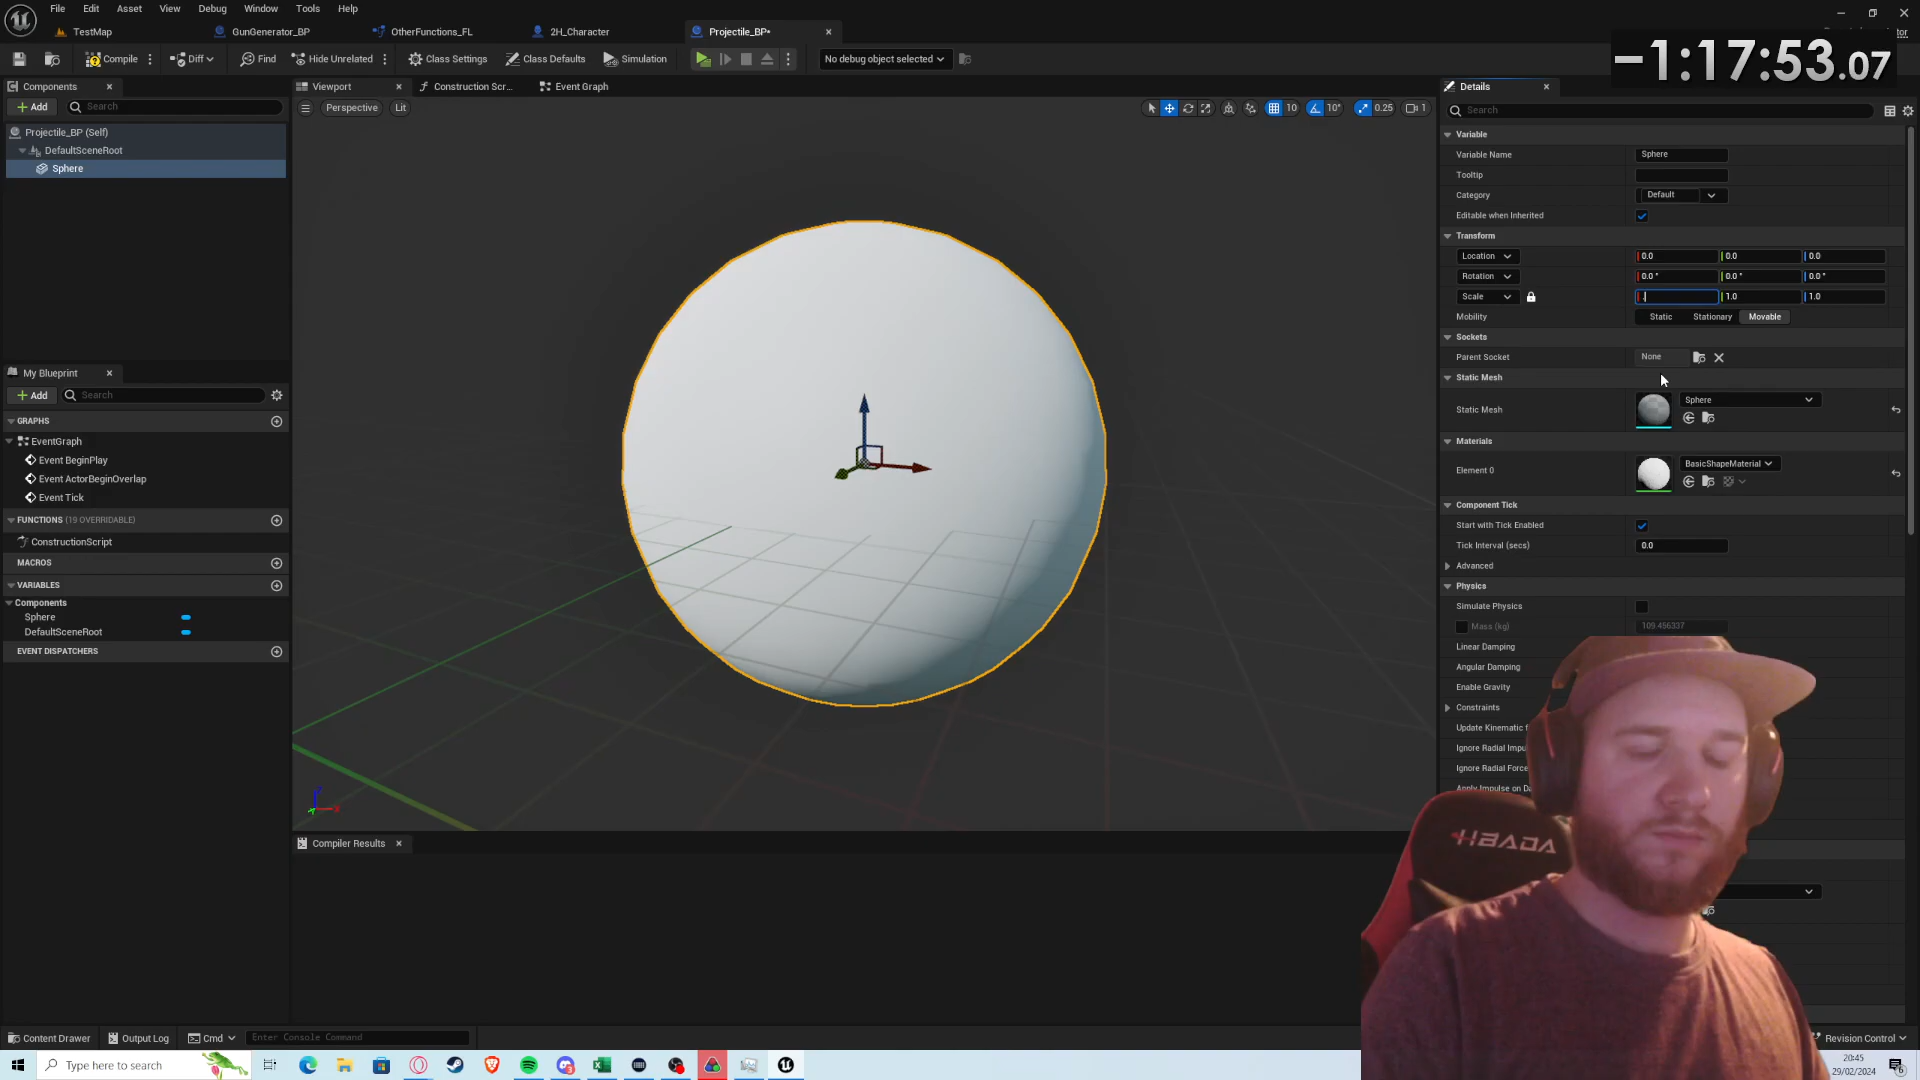 File Edit Asset View Debug Window Tools Help
TestMap GunGenerator_BP OtherFunctions_FL 2H_Character Projectile_BP*
-1:17:53.07
Compile Diff Find Hide Unrelated Class Settings Class Defaults Simulation No debug object selected
Components
Add Search
Projectile_BP (Self)
DefaultSceneRoot
Sphere
My Blueprint
Add Search
GRAPHS
EventGraph
Event BeginPlay
Event ActorBeginOverlap
Event Tick
FUNCTIONS (19 OVERRIDABLE)
ConstructionScript
MACROS
VARIABLES
Components
Sphere
DefaultSceneRoot
EVENT DISPATCHERS
Viewport Construction Scr... Event Graph
Perspective Lit 10 10° 0.25 1
Compiler Results
Details
Search
Variable
Variable Name Sphere
Tooltip
Category Default
Editable when Inherited
Transform
Location 0.0 0.0 0.0
Rotation 0.0 ° 0.0 ° 0.0 °
Scale . 1.0 1.0
Mobility Static Stationary Movable
Sockets
Parent Socket None
Static Mesh
Static Mesh Sphere
Materials
Element 0 BasicShapeMaterial
Component Tick
Start with Tick Enabled
Tick Interval (secs) 0.0
Advanced
Physics
Simulate Physics
Mass (kg) 109.456337
Linear Damping
Angular Damping
Enable Gravity
Constraints
Update Kinematic f
Ignore Radial Impu
Ignore Radial Force
Apply Impulse on Da
HBADA
Content Drawer Output Log Cmd Enter Console Command Revision Control
Type here to search
20:45
29/02/2024